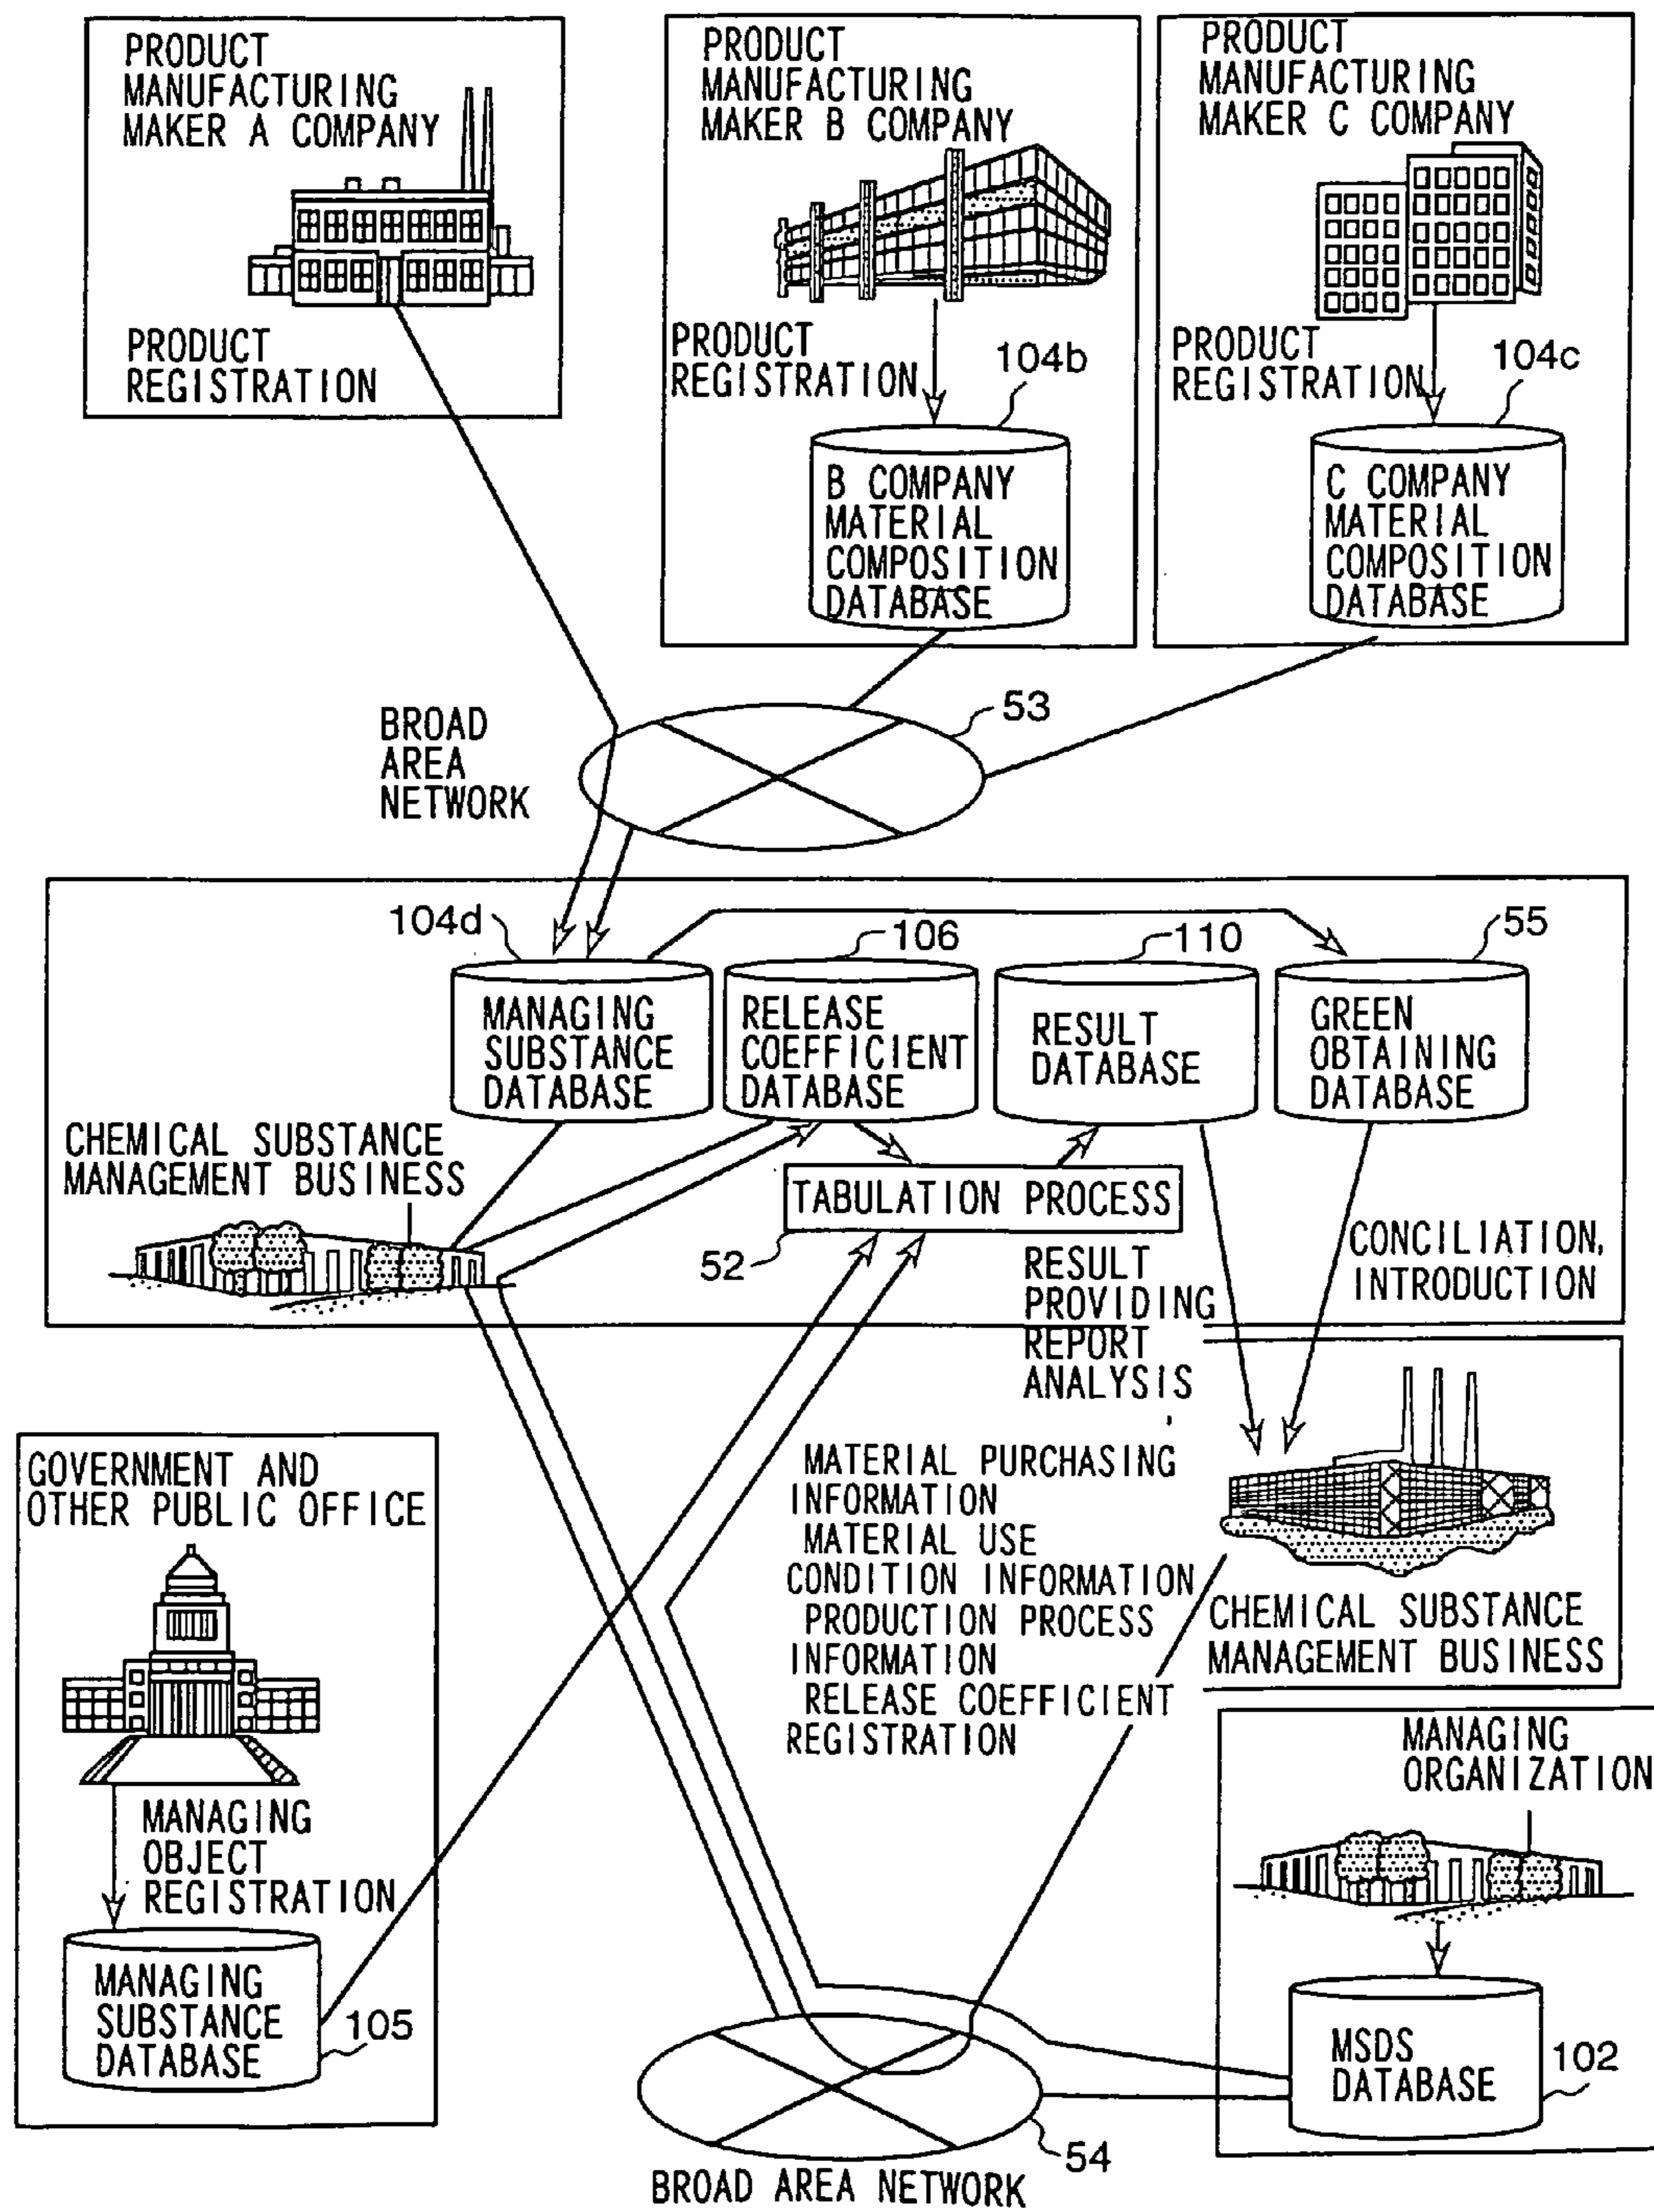 PRODUCT
MANUFACTURING
MAKER A COMPANY
PRODUCT
REGISTRATION
PRODUCT
MANUFACTURING
MAKER B COMPANY
PRODUCT
REGISTRATION
104b
B COMPANY
MATERIAL
COMPOSITION
DATABASE
PRODUCT
MANUFACTURING
MAKER C COMPANY
PRODUCT
REGISTRATION
104c
C COMPANY
MATERIAL
COMPOSITION
DATABASE
BROAD
AREA
NETWORK
53
104d
MANAGING
SUBSTANCE
DATABASE
106
RELEASE
COEFFICIENT
DATABASE
110
RESULT
DATABASE
55
GREEN
OBTAINING
DATABASE
CHEMICAL SUBSTANCE
MANAGEMENT BUSINESS
TABULATION PROCESS
52
RESULT
PROVIDING
REPORT
ANALYSIS
CONCILIATION,
INTRODUCTION
GOVERNMENT AND
OTHER PUBLIC OFFICE
MANAGING
OBJECT
REGISTRATION
MANAGING
SUBSTANCE
DATABASE
105
MATERIAL PURCHASING
INFORMATION
MATERIAL USE
CONDITION INFORMATION
PRODUCTION PROCESS
INFORMATION
RELEASE COEFFICIENT
REGISTRATION
CHEMICAL SUBSTANCE
MANAGEMENT BUSINESS
MANAGING
ORGANIZATION
MSDS
DATABASE
102
54
BROAD AREA NETWORK